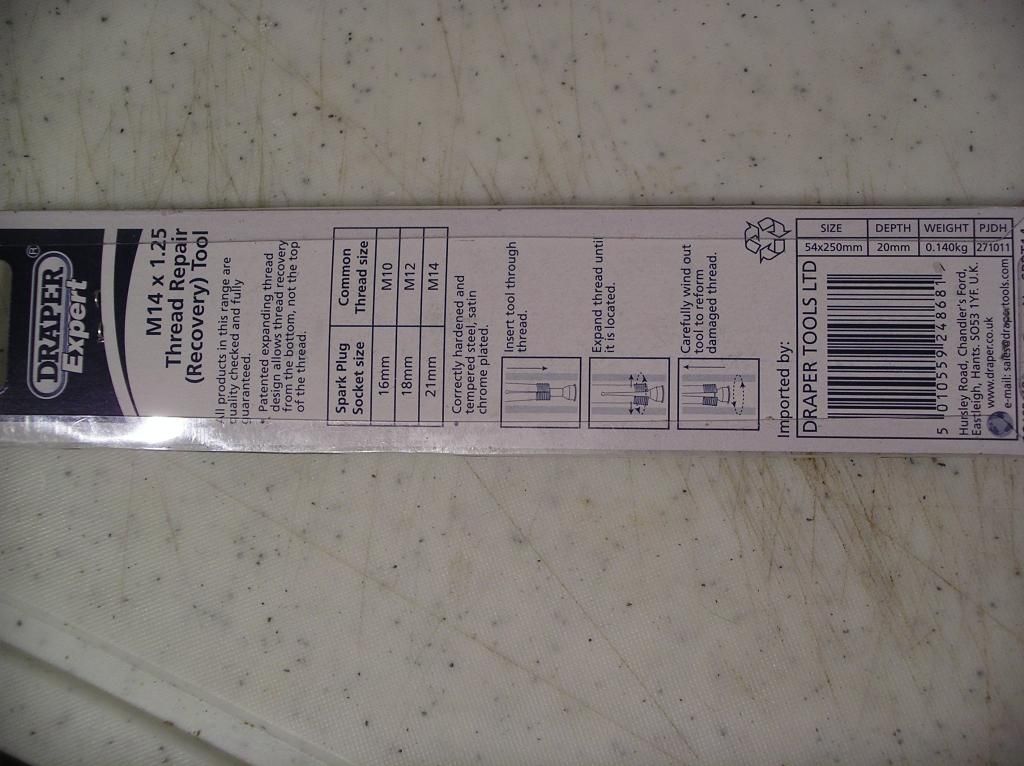 DRAPER®
Expert
M14 x 1.25
Thread Repair
(Recovery) Tool
All products in this range are
quality checked and fully
guaranteed.
* Patented expanding thread
design allows thread recovery
from the bottom, not the top
of the thread.
Spark Plug Socket size Common Thread size
16mm M10
18mm M12
21mm M14
* Correctly hardened and
tempered steel, satin
chrome plated.
Insert tool through
thread.
Expand thread until
it is located.
Carefully wind out
tool to reform
damaged thread.
Imported by:
DRAPER TOOLS LTD
Hursley Road, Chandler's Ford,
Eastleigh, Hants. SO53 1YF. U.K.
www.draper.co.uk
e-mail: sales@drapertools.com
SIZE DEPTH WEIGHT PJDH
54x250mm 20mm 0.140kg 271011